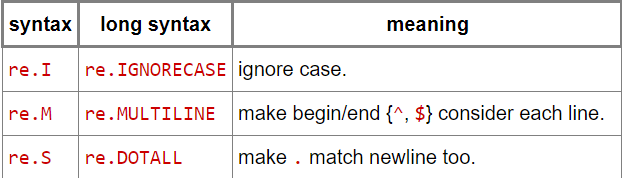 syntax long syntax meaning
re.I re.IGNORECASE ignore case.
re.M re.MULTILINE make begin/end {^, $} consider each line.
re.S re.DOTALL make . match newline too.